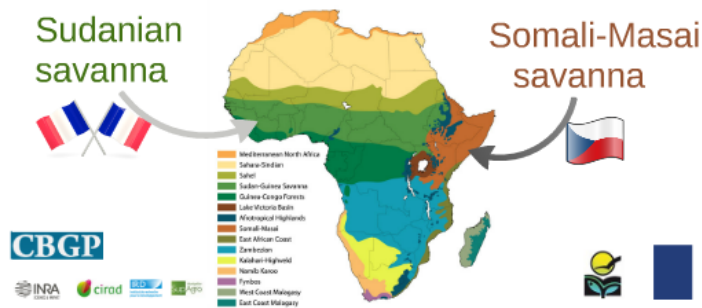 Sudanian
savanna
Somali-Masai
savanna
Mediterranean North Africa
Sahara-Sindian
Sahel
Sudan-Guinea Savanna
Guinea-Congo Forests
Lake Victoria Basin
Afrotropical Highlands
Somali-Masai
East African Coast
Zambezian
Kalahari-Highveld
Namib Karoo
Fynbos
West Coast Malagasy
East Coast Malagasy
CBGP
INRA
cirad
IRD